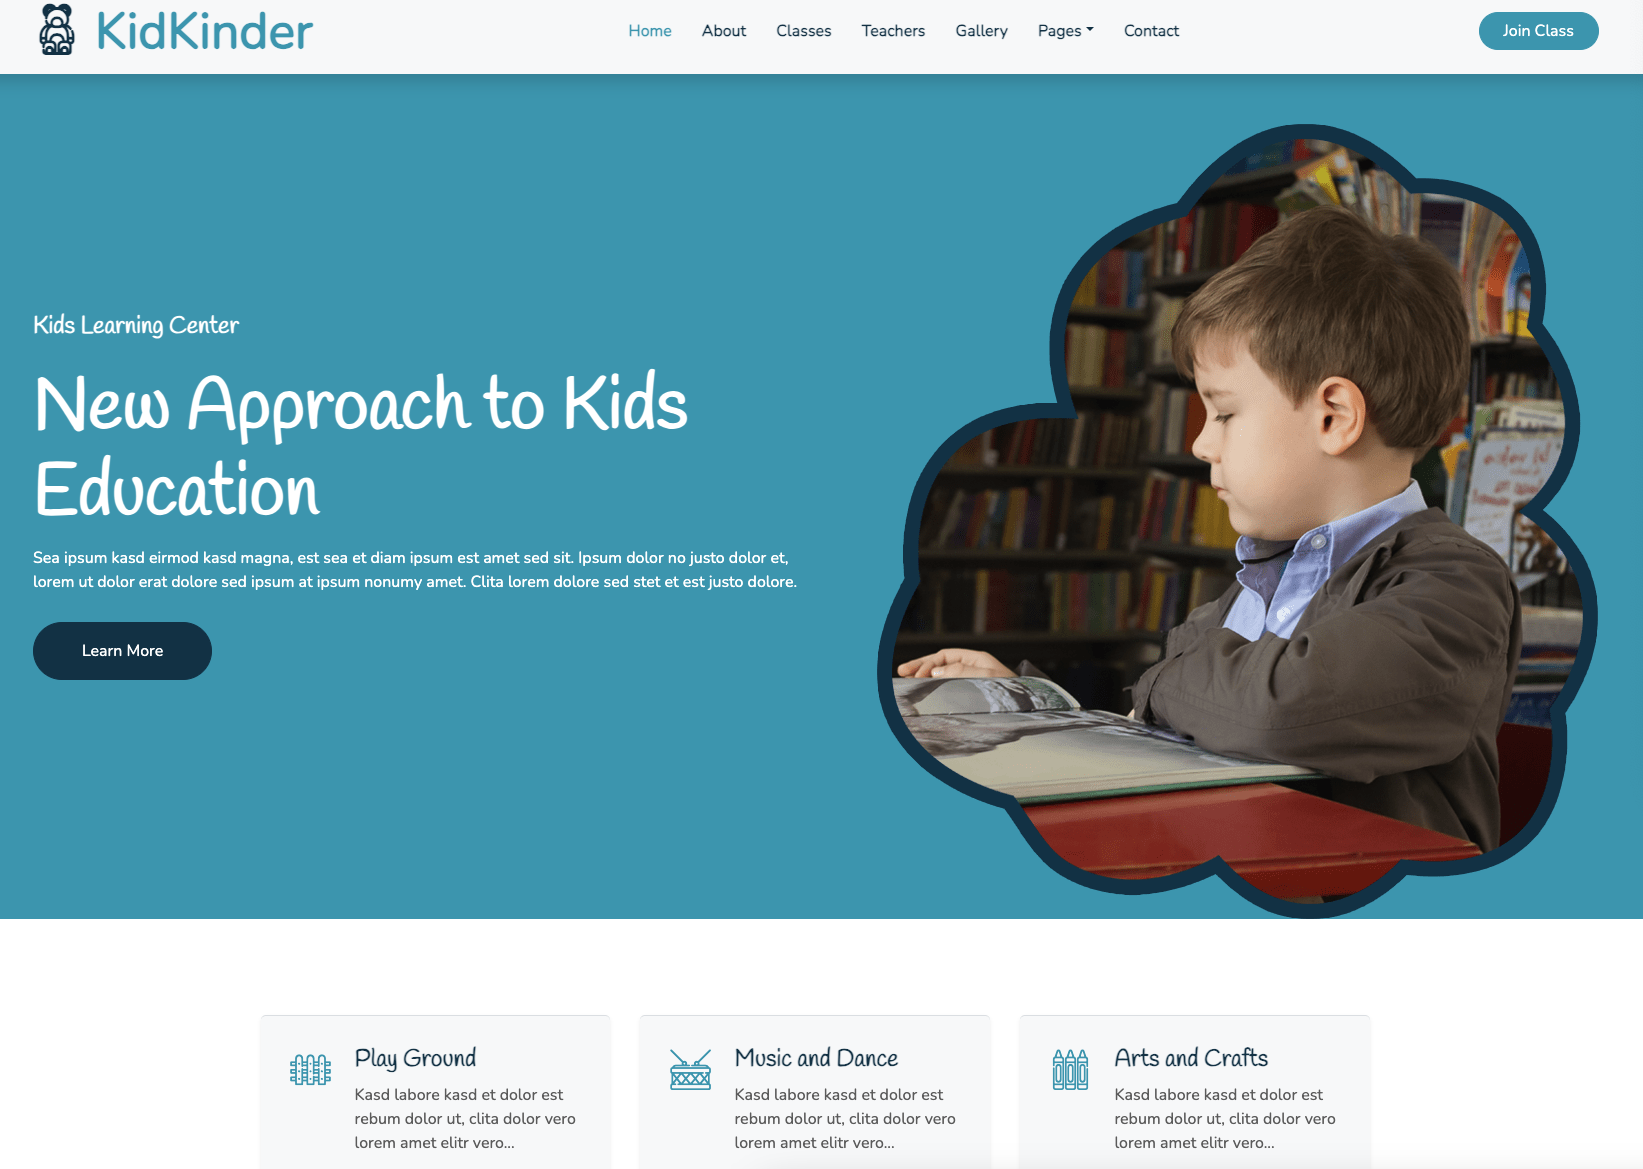 KidKinder
Home
About
Classes
Teachers
Gallery
Pages
Contact
Join Class
Kids Learning Center
New Approach to Kids
Education
Sea ipsum kasd eirmod kasd magna, est sea et diam ipsum est amet sed sit. Ipsum dolor no justo dolor et,
lorem ut dolor erat dolore sed ipsum at ipsum nonumy amet. Clita lorem dolore sed stet et est justo dolore.
Learn More
Play Ground
Kasd labore kasd et dolor est
rebum dolor ut, clita dolor vero
lorem amet elitr vero...
Music and Dance
Kasd labore kasd et dolor est
rebum dolor ut, clita dolor vero
lorem amet elitr vero...
Arts and Crafts
Kasd labore kasd et dolor est
rebum dolor ut, clita dolor vero
lorem amet elitr vero...